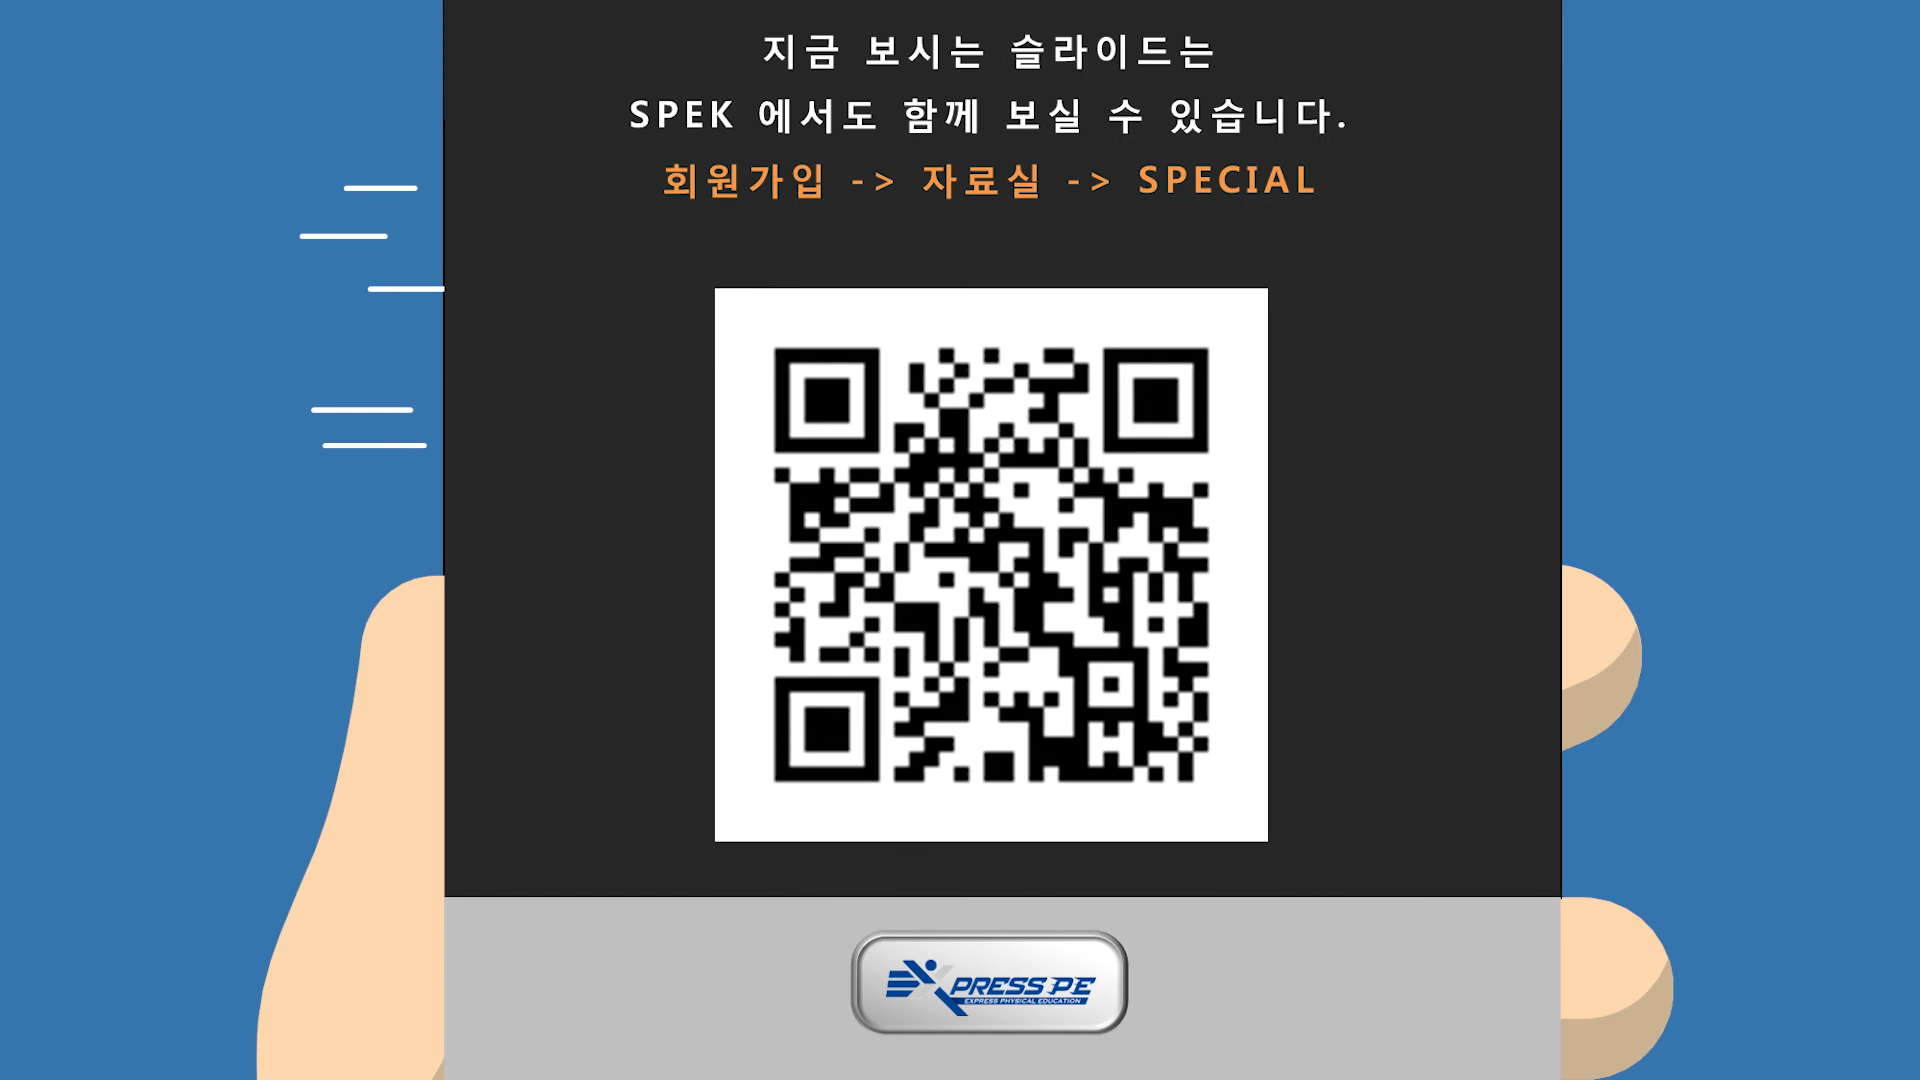 지금 보시는 슬라이드는
SPEK 에서도 함께 보실 수 있습니다.
회원가입 -> 자료실 -> SPECIAL
XPRESS PE
EXPRESS PHYSICAL EDUCATION